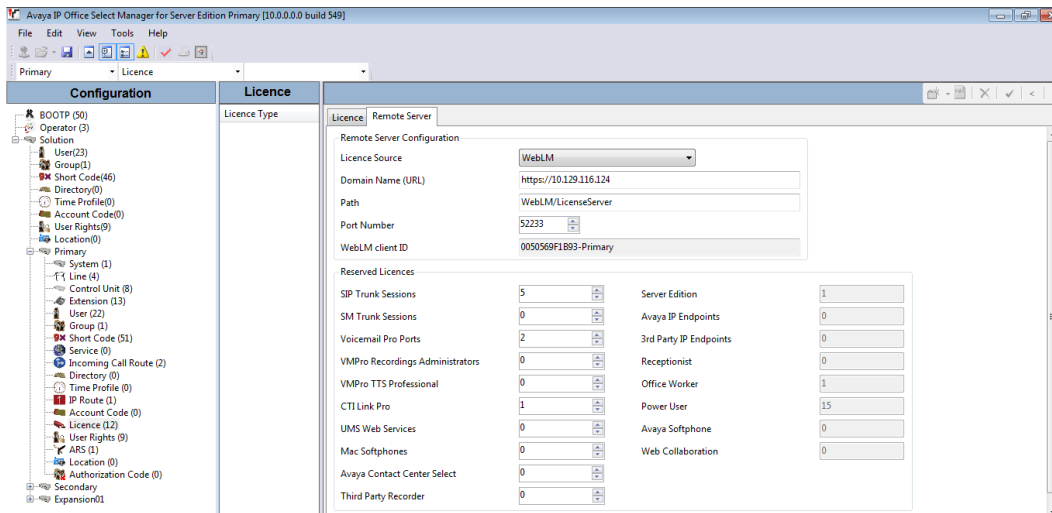 Avaya IP Office Select Manager for Server Edition Primary [10.0.0.0.0 build 549]
File Edit View Tools Help
Primary Licence
Configuration
BOOTP (50)
Operator (3)
Solution
User(23)
Group(1)
Short Code(46)
Directory(0)
Time Profile(0)
Account Code(0)
User Rights(9)
Location(0)
Primary
System (1)
Line (4)
Control Unit (8)
Extension (13)
User (22)
Group (1)
Short Code (51)
Service (0)
Incoming Call Route (2)
Directory (0)
Time Profile (0)
IP Route (1)
Account Code (0)
Licence (12)
User Rights (9)
ARS (1)
Location (0)
Authorization Code (0)
Secondary
Expansion01
Licence
Licence Type
Licence Remote Server
Remote Server Configuration
Licence Source WebLM
Domain Name (URL) https://10.129.116.124
Path WebLM/LicenseServer
Port Number 52233
WebLM client ID 0050569F1B93-Primary
Reserved Licences
SIP Trunk Sessions 5 Server Edition 1
SM Trunk Sessions 0 Avaya IP Endpoints 0
Voicemail Pro Ports 2 3rd Party IP Endpoints 0
VMPro Recordings Administrators 0 Receptionist 0
VMPro TTS Professional 0 Office Worker 1
CTI Link Pro 1 Power User 15
UMS Web Services 0 Avaya Softphone 0
Mac Softphones 0 Web Collaboration 0
Avaya Contact Center Select 0
Third Party Recorder 0